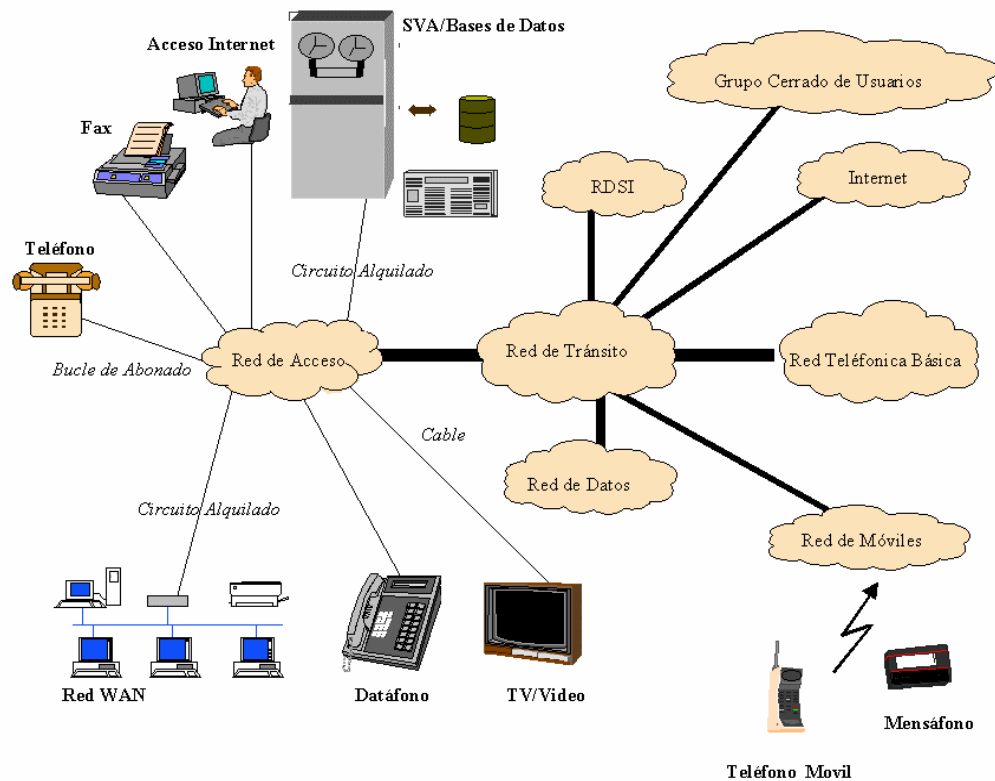 SVA/Bases de Datos
Acceso Internet
Grupo Cerrado de Usuarios
Fax
RDSI
Internet
Teléfono
Circuito Alquilado
Bucle de Abonado
Red de Acceso
Red de Tránsito
Red Teléfonica Básica
Cable
Red de Datos
Circuito Alquilado
Red de Móviles
Red WAN
Datáfono
TV/Video
Mensáfono
Teléfono Movil